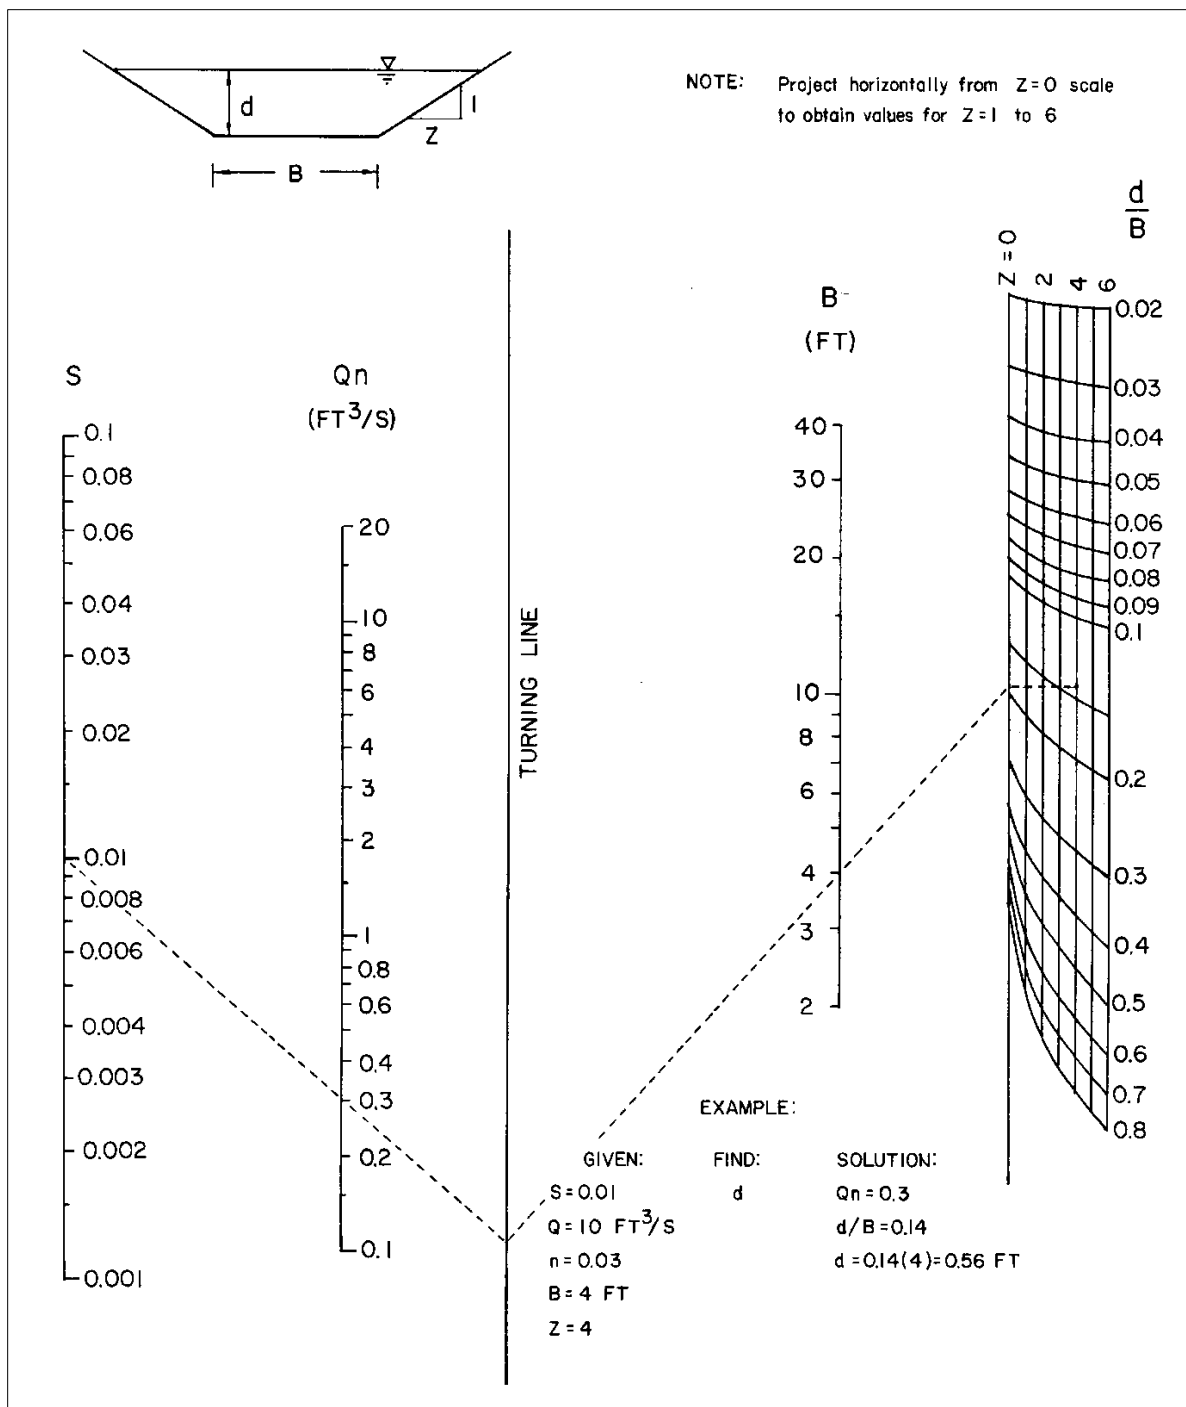 d
1
Z
B
NOTE: Project horizontally from Z=0 scale
to obtain values for Z=1 to 6
d
B
Z=0
2
4
6
0.02
0.03
0.04
0.05
0.06
0.07
0.08
0.09
0.1
0.2
0.3
0.4
0.5
0.6
0.7
0.8
B
(FT)
40
30
20
10
8
6
4
3
2
S
0.1
0.08
0.06
0.04
0.03
0.02
0.01
0.008
0.006
0.004
0.003
0.002
0.001
Qn
(FT³/S)
20
10
8
6
4
3
2
1
0.8
0.6
0.4
0.3
0.2
0.1
TURNING LINE
EXAMPLE:
GIVEN: FIND: SOLUTION:
S=0.01 d Qn=0.3
Q=10 FT³/S d/B=0.14
n=0.03 d=0.14(4)=0.56 FT
B=4 FT
Z=4